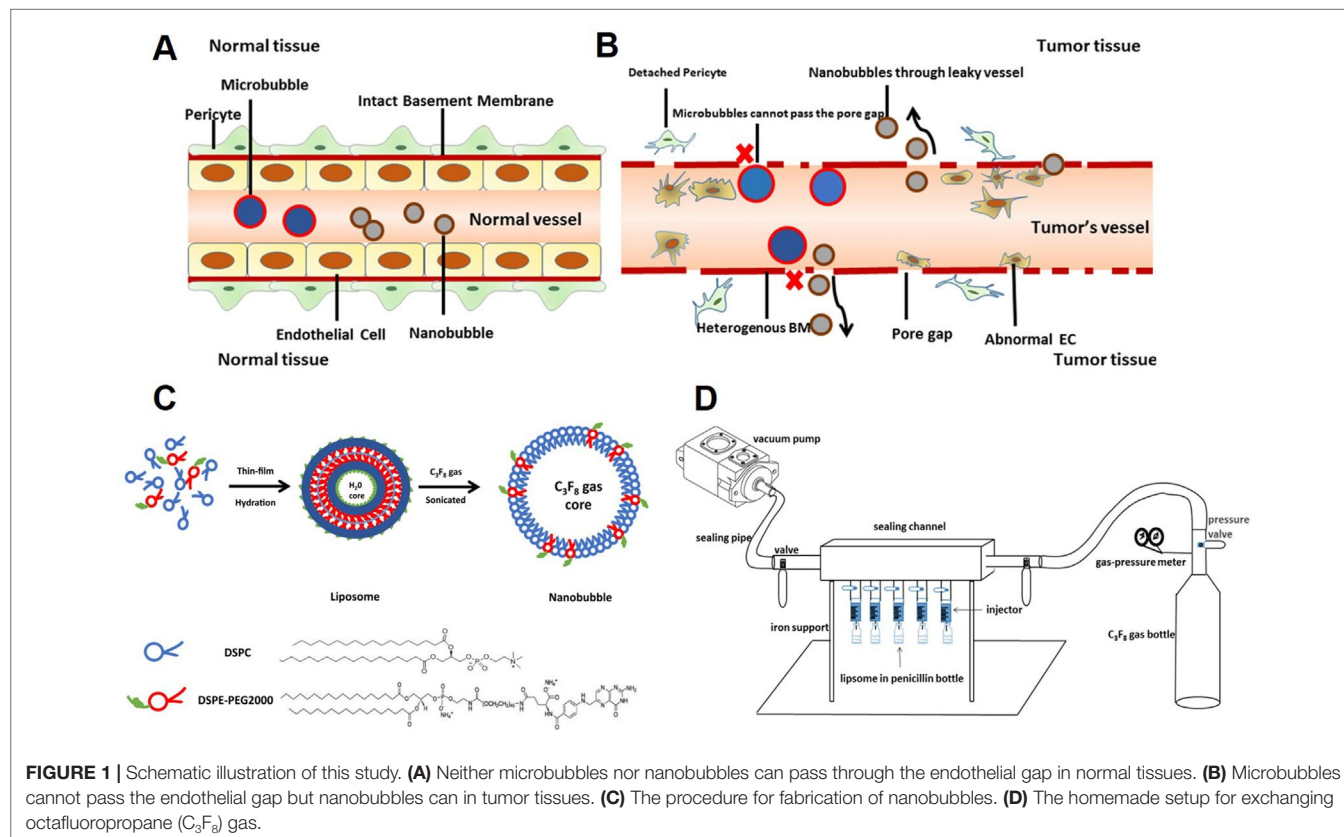 A
Normal tissue
Microbubble
Pericyte
Intact Basement Membrane
Normal vessel
Endothelial Cell
Nanobubble
Normal tissue
B
Tumor tissue
Detached Pericyte
Nanobubbles through leaky vessel
Microbubbles cannot pass the pore gap
Tumor's vessel
Heterogenous BM
Pore gap
Abnormal EC
Tumor tissue
C
Thin-film
Hydration
H₂O
core
C₃F₈ gas
Sonicated
C₃F₈ gas
core
Liposome
Nanobubble
DSPC
DSPE-PEG2000
D
vacuum pump
sealing pipe
valve
sealing channel
pressure
valve
gas-pressure meter
injector
iron support
C₃F₈ gas bottle
lipsome in penicillin bottle
FIGURE 1 | Schematic illustration of this study. (A) Neither microbubbles nor nanobubbles can pass through the endothelial gap in normal tissues. (B) Microbubbles
cannot pass the endothelial gap but nanobubbles can in tumor tissues. (C) The procedure for fabrication of nanobubbles. (D) The homemade setup for exchanging
octafluoropropane (C₃F₈) gas.